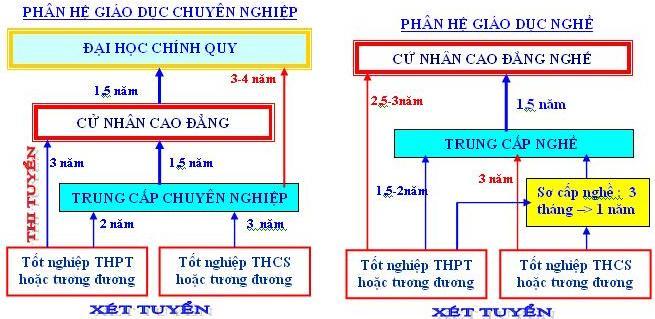 PHÂN HỆ GIÁO DỤC CHUYÊN NGHIỆP
ĐẠI HỌC CHÍNH QUY
1,5 năm
3-4 năm
CỬ NHÂN CAO ĐẲNG
THI TUYỂN
3 năm
1,5 năm
TRUNG CẤP CHUYÊN NGHIỆP
2 năm
3 năm
Tốt nghiệp THPT
hoặc tương đương
Tốt nghiệp THCS
hoặc tương đương
XÉT TUYỂN
PHÂN HỆ GIÁO DỤC NGHỀ
CỬ NHÂN CAO ĐẲNG NGHỀ
2,5-3năm
1,5 năm
TRUNG CẤP NGHỀ
1,5-2năm
3 năm
Sơ cấp nghề : 3
tháng --> 1 năm
Tốt nghiệp THPT
hoặc tương đương
Tốt nghiệp THCS
hoặc tương đương
XÉT TUYỂN